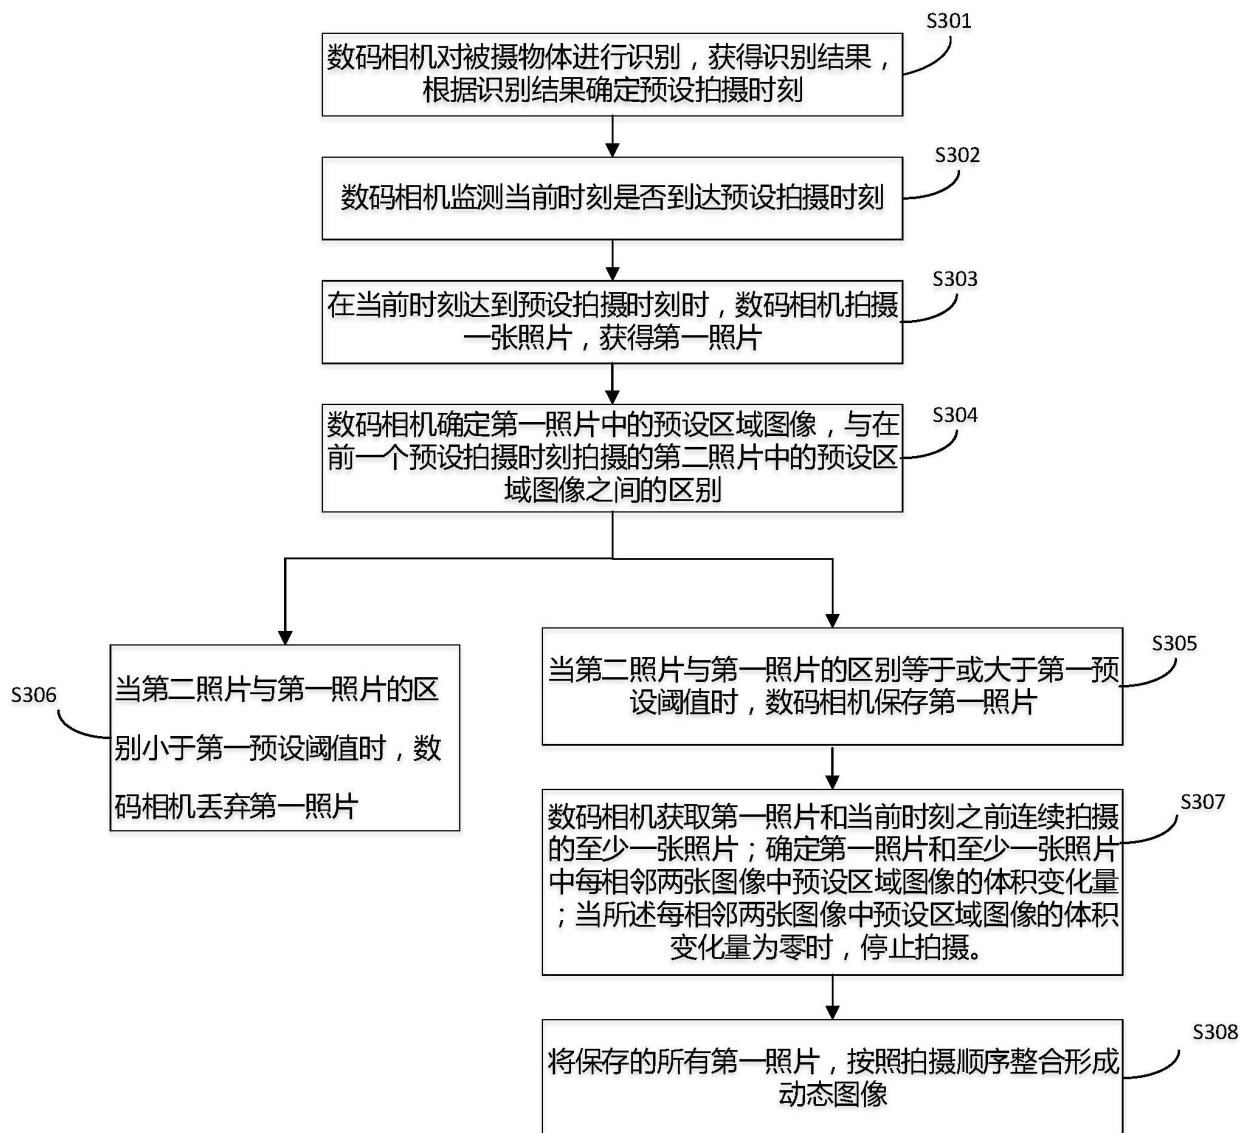 S301
数码相机对被摄物体进行识别，获得识别结果，
根据识别结果确定预设拍摄时刻
S302
数码相机监测当前时刻是否到达预设拍摄时刻
S303
在当前时刻达到预设拍摄时刻时，数码相机拍摄
一张照片，获得第一照片
S304
数码相机确定第一照片中的预设区域图像，与在
前一个预设拍摄时刻拍摄的第二照片中的预设区
域图像之间的区别
S306
当第二照片与第一照片的区
别小于第一预设阈值时，数
码相机丢弃第一照片
S305
当第二照片与第一照片的区别等于或大于第一预
设阈值时，数码相机保存第一照片
S307
数码相机获取第一照片和当前时刻之前连续拍摄
的至少一张照片；确定第一照片和至少一张照片
中每相邻两张图像中预设区域图像的体积变化量
；当所述每相邻两张图像中预设区域图像的体积
变化量为零时，停止拍摄。
S308
将保存的所有第一照片，按照拍摄顺序整合形成
动态图像